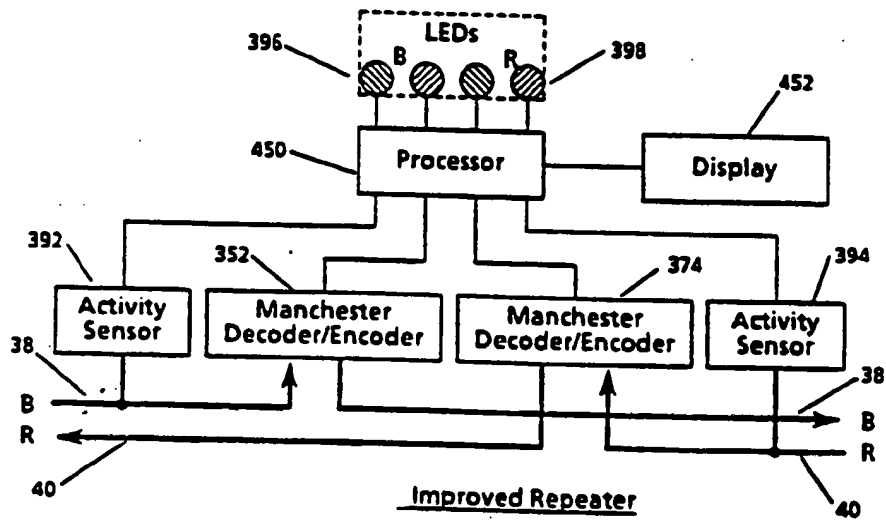 LEDs
396
B
R
398
452
450
Processor
Display
392
352
374
394
Activity
Sensor
Manchester
Decoder/Encoder
Manchester
Decoder/Encoder
Activity
Sensor
38
38
B
B
R
R
40
40
Improved Repeater